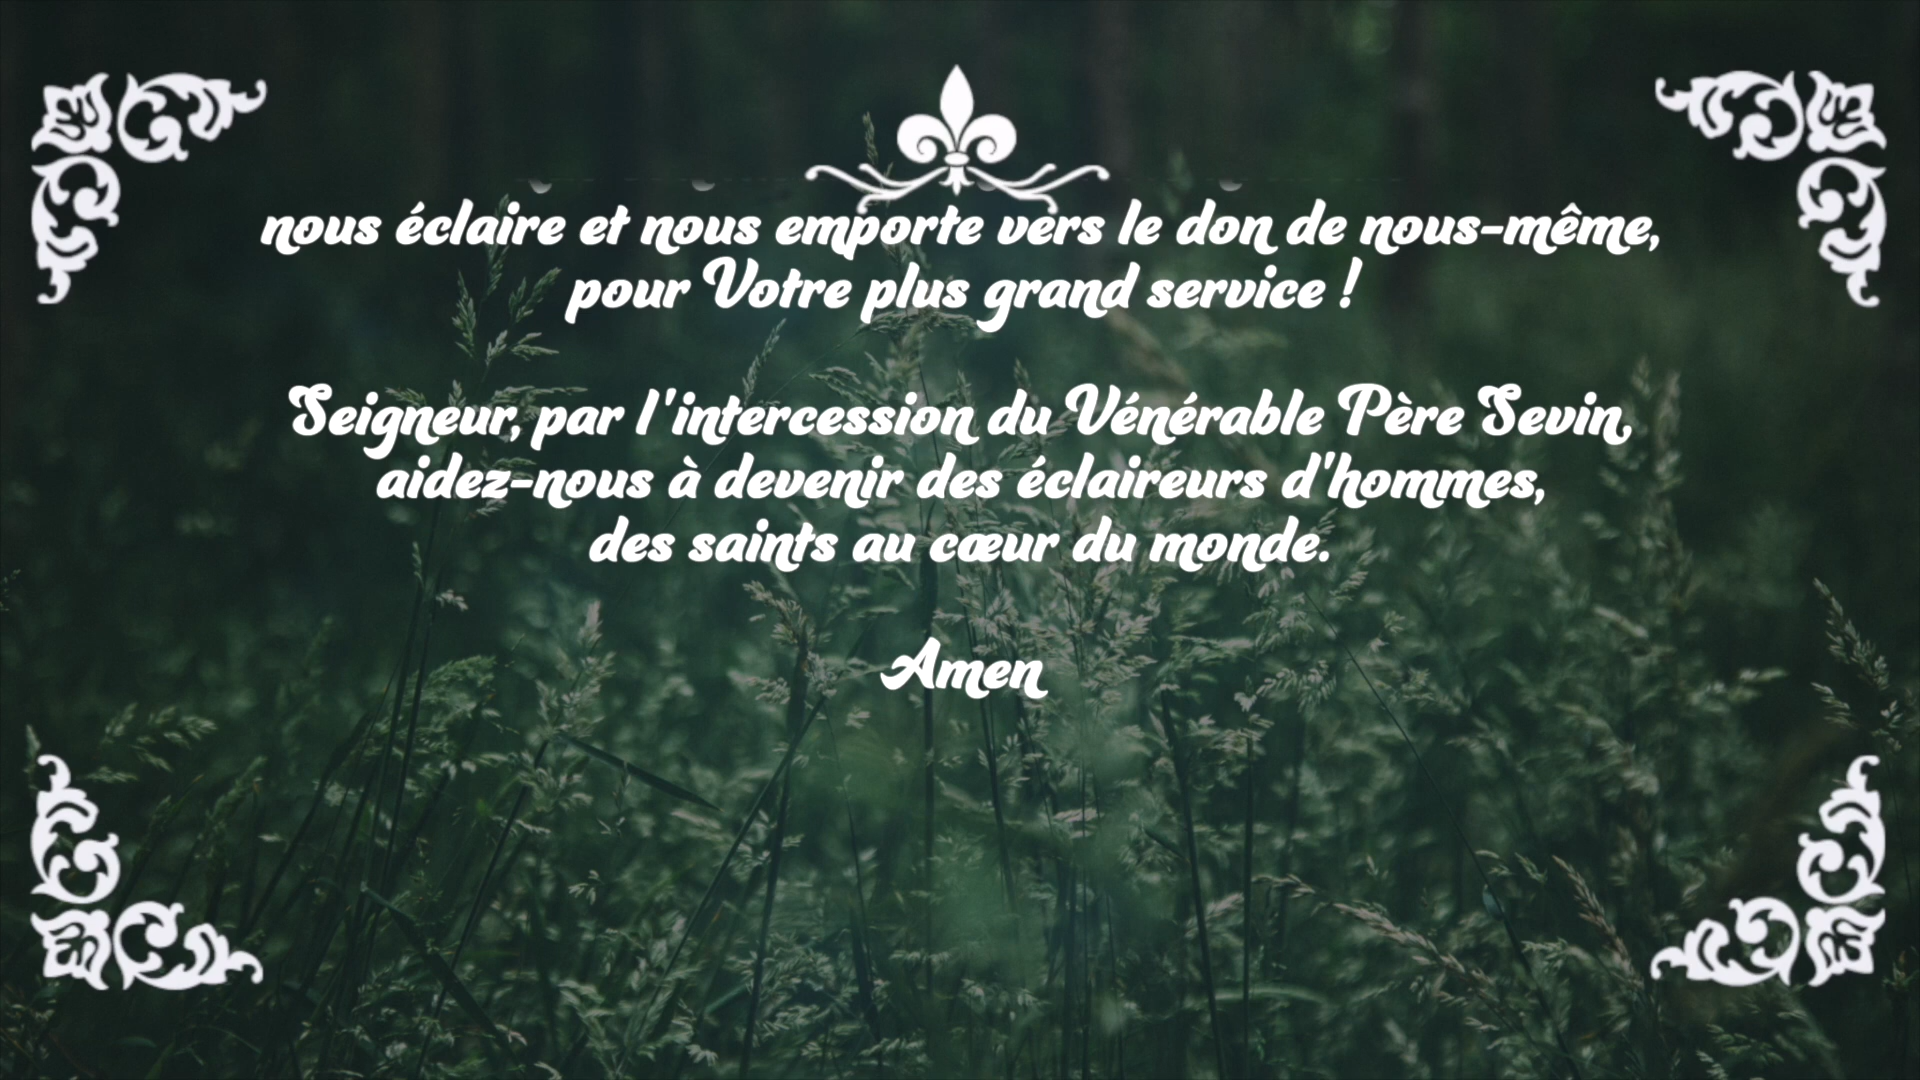 nous éclaire et nous emporte vers le don de nous-même,
pour Votre plus grand service !
Seigneur, par l'intercession du Vénérable Père Sevin,
aidez-nous à devenir des éclaireurs d'hommes,
des saints au cœur du monde.
Amen